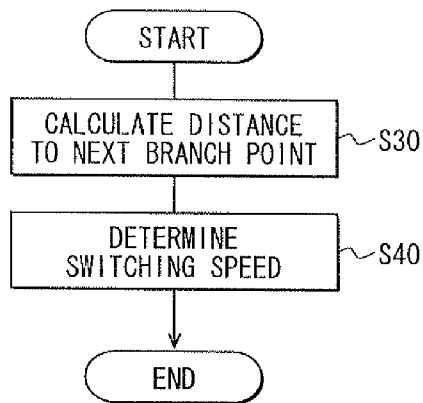 START
CALCULATE DISTANCE
TO NEXT BRANCH POINT
S30
DETERMINE
SWITCHING SPEED
S40
END